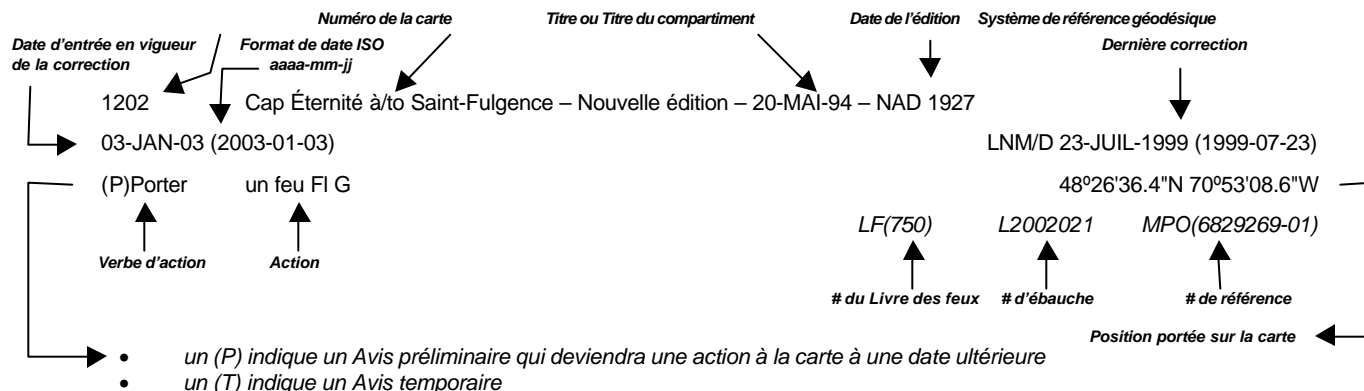 Numéro de la carte Titre ou Titre du compartiment Date de l'édition Système de référence géodésique
Date d'entrée en vigueur de la correction
Format de date ISO
aaaa-mm-jj
Dernière correction
1202 Cap Éternité à/to Saint-Fulgence – Nouvelle édition – 20-MAI-94 – NAD 1927
03-JAN-03 (2003-01-03) LNM/D 23-JUIL-1999 (1999-07-23)
(P)Porter un feu Fl G 48º26'36.4"N 70º53'08.6"W
LF(750) L2002021 MPO(6829269-01)
Verbe d'action Action
# du Livre des feux # d'ébauche # de référence
Position portée sur la carte
• un (P) indique un Avis préliminaire qui deviendra une action à la carte à une date ultérieure
• un (T) indique un Avis temporaire